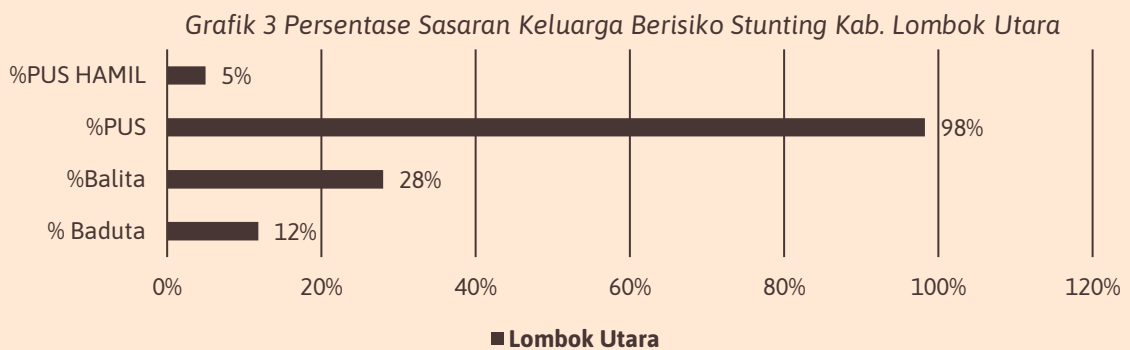 Grafik 3 Persentase Sasaran Keluarga Berisiko Stunting Kab. Lombok Utara
%PUS HAMIL 5%
%PUS 98%
%Balita 28%
% Baduta 12%
0% 20% 40% 60% 80% 100% 120%
Lombok Utara